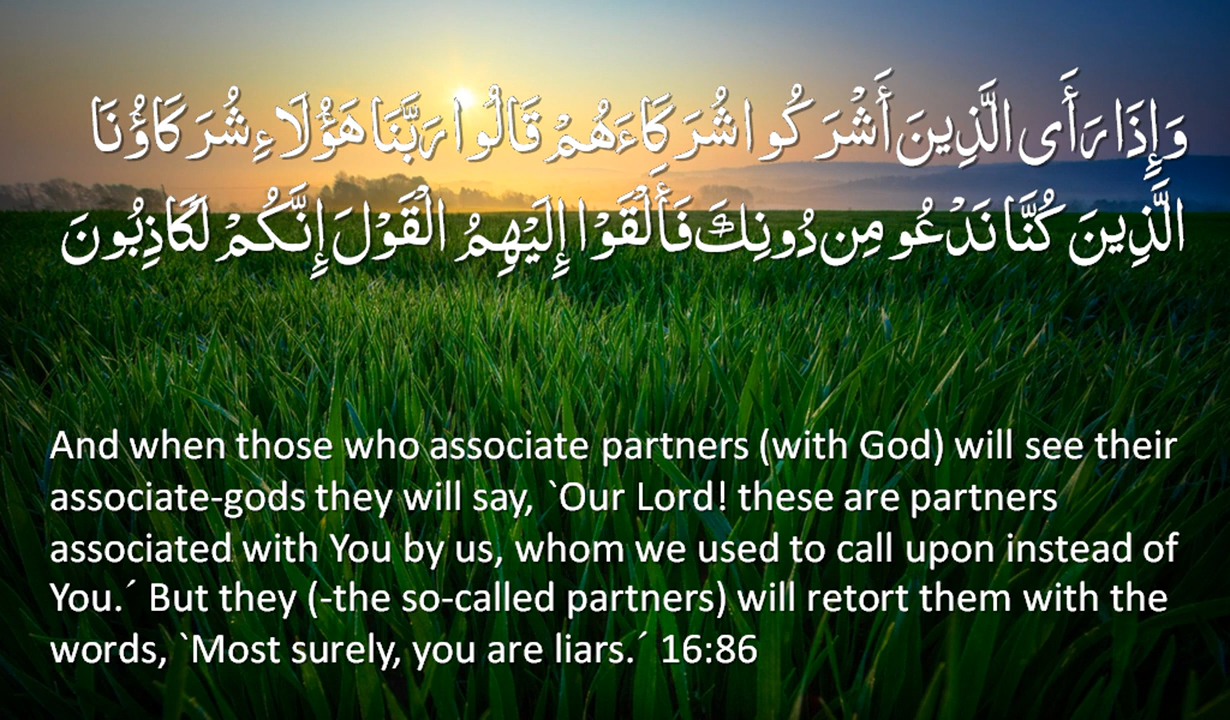 وَإِذَا رَأَى الَّذِينَ أَشْرَكُوا شُرَكَاءَهُمْ قَالُوا رَبَّنَا هَؤُلَاءِ شُرَكَاؤُنَا
الَّذِينَ كُنَّا نَدْعُو مِن دُونِكَ فَأَلْقَوْا إِلَيْهِمُ الْقَوْلَ إِنَّكُمْ لَكَاذِبُونَ
And when those who associate partners (with God) will see their
associate-gods they will say, `Our Lord! these are partners
associated with You by us, whom we used to call upon instead of
You.´ But they (-the so-called partners) will retort them with the
words, `Most surely, you are liars.´ 16:86